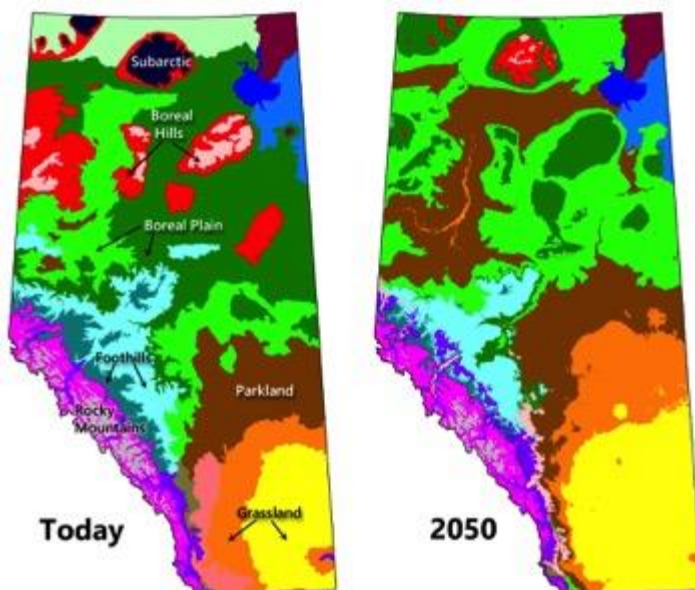 Subarctic
Boreal
Hills
Boreal Plain
Foothills
Parkland
Rocky
Mountains
Grassland
Today
2050